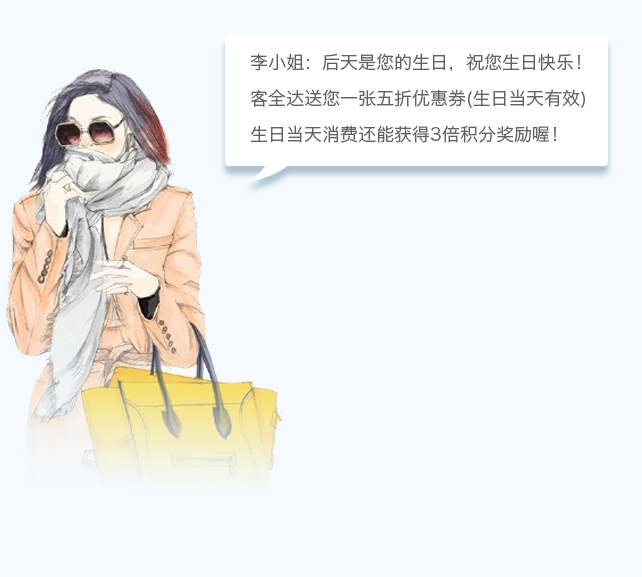 李小姐：后天是您的生日，祝您生日快乐！
客全达送您一张五折优惠券(生日当天有效)
生日当天消费还能获得3倍积分奖励喔！